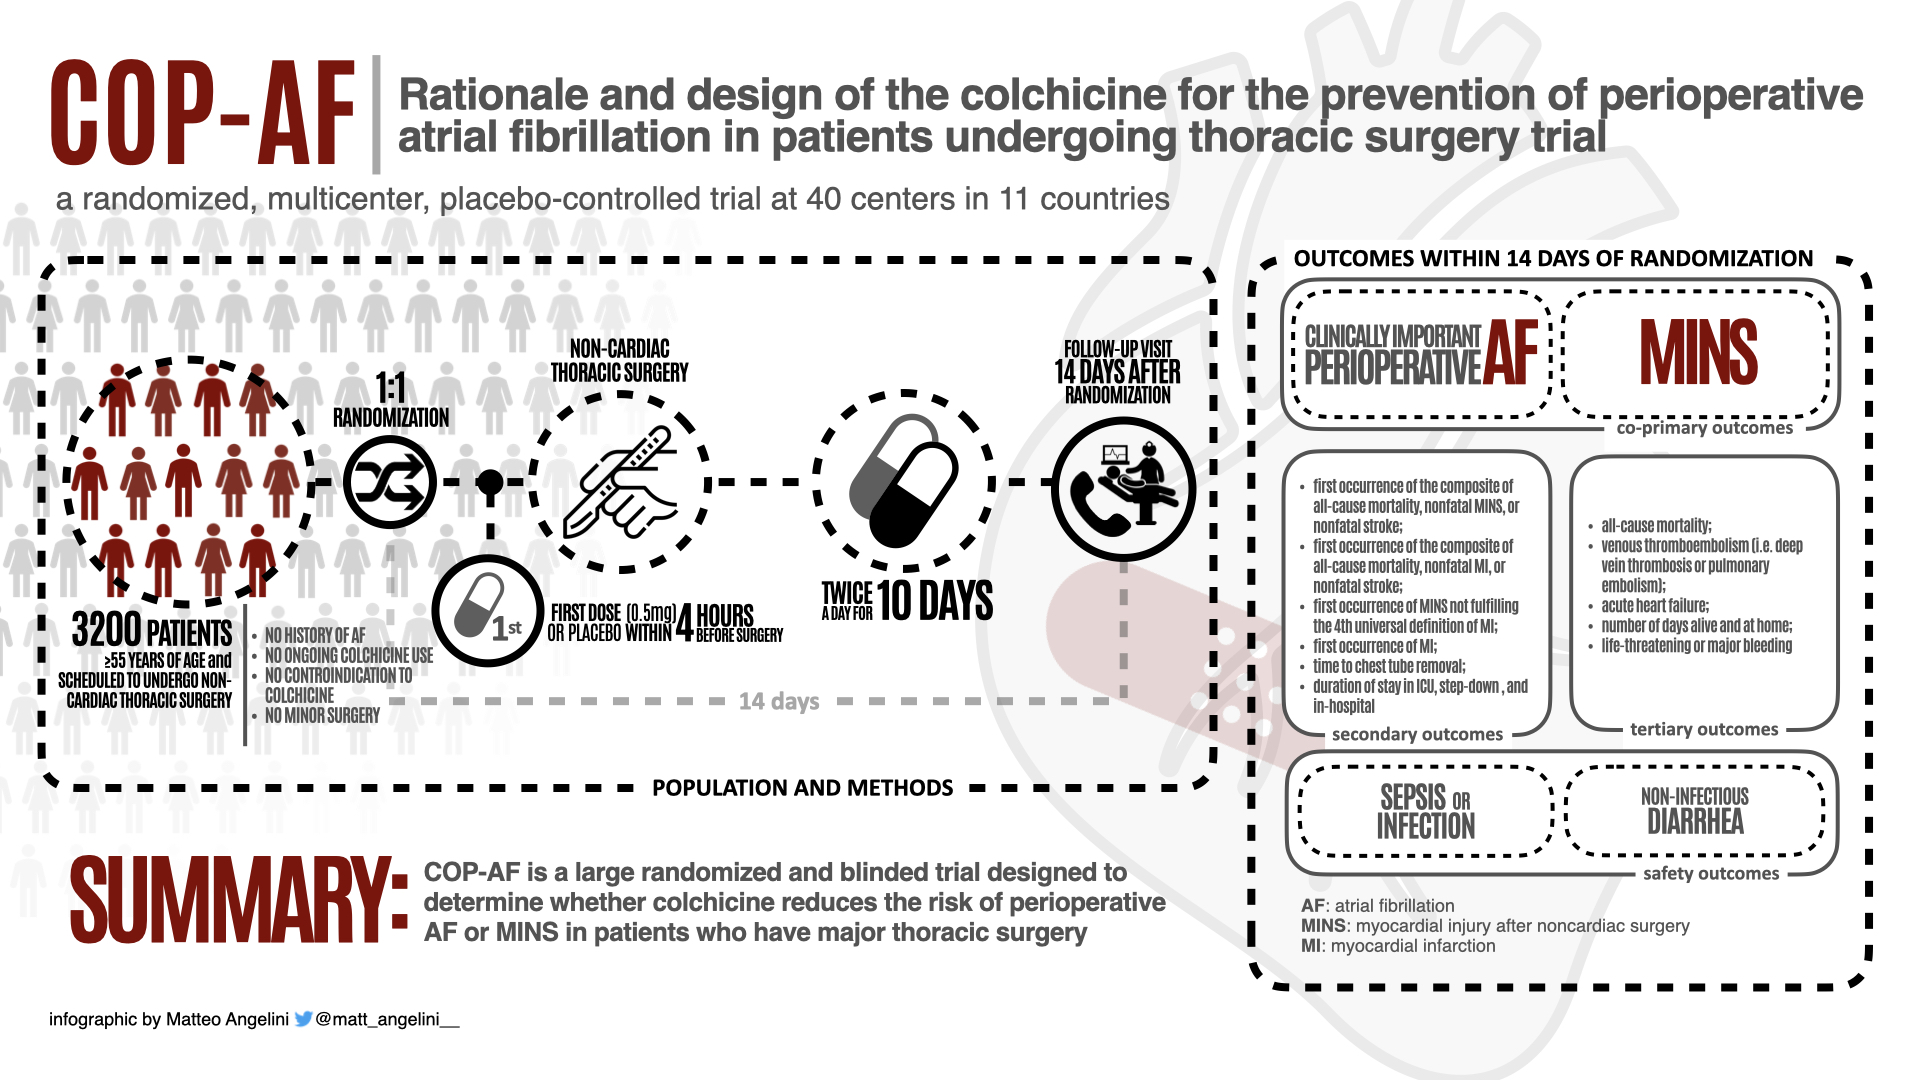 COP-AF
Rationale and design of the colchicine for the prevention of perioperative
atrial fibrillation in patients undergoing thoracic surgery trial
a randomized, multicenter, placebo-controlled trial at 40 centers in 11 countries
3200 PATIENTS
≥55 YEARS OF AGE and
SCHEDULED TO UNDERGO NON-
CARDIAC THORACIC SURGERY
• NO HISTORY OF AF
• NO ONGOING COLCHICINE USE
• NO CONTROINDICATION TO
COLCHICINE
• NO MINOR SURGERY
1:1
RANDOMIZATION
1st
FIRST DOSE (0.5mg)
OR PLACEBO WITHIN 4 HOURS
BEFORE SURGERY
NON-CARDIAC
THORACIC SURGERY
TWICE
A DAY FOR 10 DAYS
FOLLOW-UP VISIT
14 DAYS AFTER
RANDOMIZATION
14 days
POPULATION AND METHODS
OUTCOMES WITHIN 14 DAYS OF RANDOMIZATION
CLINICALLY IMPORTANT
PERIOPERATIVE AF
MINS
co-primary outcomes
• first occurrence of the composite of
all-cause mortality, nonfatal MINS, or
nonfatal stroke;
• first occurrence of the composite of
all-cause mortality, nonfatal MI, or
nonfatal stroke;
• first occurrence of MINS not fulfilling
the 4th universal definition of MI;
• first occurrence of MI;
• time to chest tube removal;
• duration of stay in ICU, step-down , and
in-hospital
secondary outcomes
• all-cause mortality;
• venous thromboembolism (i.e. deep
vein thrombosis or pulmonary
embolism);
• acute heart failure;
• number of days alive and at home;
• life-threatening or major bleeding
tertiary outcomes
SEPSIS OR
INFECTION
NON-INFECTIOUS
DIARRHEA
safety outcomes
AF: atrial fibrillation
MINS: myocardial injury after noncardiac surgery
MI: myocardial infarction
SUMMARY:
COP-AF is a large randomized and blinded trial designed to
determine whether colchicine reduces the risk of perioperative
AF or MINS in patients who have major thoracic surgery
infographic by Matteo Angelini @matt_angelini__